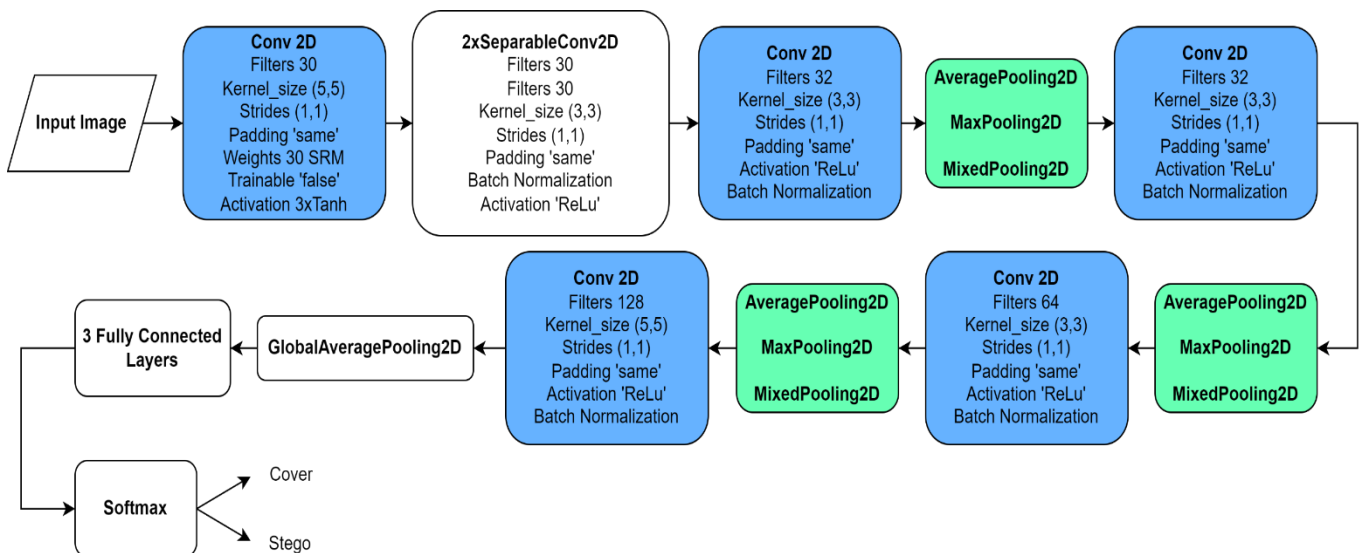 Input Image
Conv 2D
Filters 30
Kernel_size (5,5)
Strides (1,1)
Padding 'same'
Weights 30 SRM
Trainable 'false'
Activation 3xTanh
2xSeparableConv2D
Filters 30
Filters 30
Kernel_size (3,3)
Strides (1,1)
Padding 'same'
Batch Normalization
Activation 'ReLu'
Conv 2D
Filters 32
Kernel_size (3,3)
Strides (1,1)
Padding 'same'
Activation 'ReLu'
Batch Normalization
AveragePooling2D
MaxPooling2D
MixedPooling2D
Conv 2D
Filters 32
Kernel_size (3,3)
Strides (1,1)
Padding 'same'
Activation 'ReLu'
Batch Normalization
AveragePooling2D
MaxPooling2D
MixedPooling2D
Conv 2D
Filters 64
Kernel_size (3,3)
Strides (1,1)
Padding 'same'
Activation 'ReLu'
Batch Normalization
AveragePooling2D
MaxPooling2D
MixedPooling2D
Conv 2D
Filters 128
Kernel_size (5,5)
Strides (1,1)
Padding 'same'
Activation 'ReLu'
Batch Normalization
GlobalAveragePooling2D
3 Fully Connected
Layers
Softmax
Cover
Stego